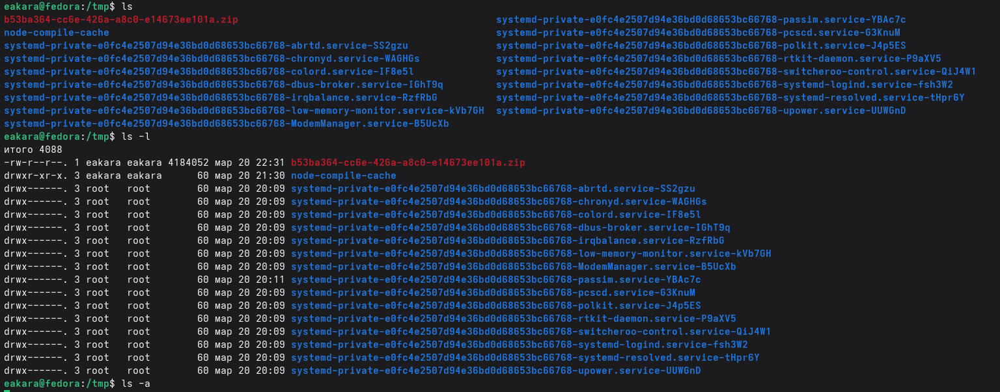 eakara@fedora:/tmp$ ls
b53ba364-cc6e-426a-a8c0-e14673ee101a.zip systemd-private-e0fc4e2507d94e36bd0d68653bc66768-passim.service-YBAc7c
node-compile-cache systemd-private-e0fc4e2507d94e36bd0d68653bc66768-pcscd.service-G3KnuM
systemd-private-e0fc4e2507d94e36bd0d68653bc66768-abrtd.service-SS2gzu systemd-private-e0fc4e2507d94e36bd0d68653bc66768-polkit.service-J4p5ES
systemd-private-e0fc4e2507d94e36bd0d68653bc66768-chronyd.service-WAGHGs systemd-private-e0fc4e2507d94e36bd0d68653bc66768-rtkit-daemon.service-P9aXV5
systemd-private-e0fc4e2507d94e36bd0d68653bc66768-colord.service-IF8e5l systemd-private-e0fc4e2507d94e36bd0d68653bc66768-switcheroo-control.service-QiJ4W1
systemd-private-e0fc4e2507d94e36bd0d68653bc66768-dbus-broker.service-IGhT9q systemd-private-e0fc4e2507d94e36bd0d68653bc66768-systemd-logind.service-fsh3W2
systemd-private-e0fc4e2507d94e36bd0d68653bc66768-irqbalance.service-RzfRbG systemd-private-e0fc4e2507d94e36bd0d68653bc66768-systemd-resolved.service-tHpr6Y
systemd-private-e0fc4e2507d94e36bd0d68653bc66768-low-memory-monitor.service-kVb7GH systemd-private-e0fc4e2507d94e36bd0d68653bc66768-upower.service-UUWGnD
systemd-private-e0fc4e2507d94e36bd0d68653bc66768-ModemManager.service-B5UcXb
eakara@fedora:/tmp$ ls -l
итого 4088
-rw-r--r--. 1 eakara eakara 4184052 мар 20 22:31 b53ba364-cc6e-426a-a8c0-e14673ee101a.zip
drwxr-xr-x. 3 eakara eakara 60 мар 20 21:30 node-compile-cache
drwx------. 3 root root 60 мар 20 20:09 systemd-private-e0fc4e2507d94e36bd0d68653bc66768-abrtd.service-SS2gzu
drwx------. 3 root root 60 мар 20 20:09 systemd-private-e0fc4e2507d94e36bd0d68653bc66768-chronyd.service-WAGHGs
drwx------. 3 root root 60 мар 20 20:09 systemd-private-e0fc4e2507d94e36bd0d68653bc66768-colord.service-IF8e5l
drwx------. 3 root root 60 мар 20 20:09 systemd-private-e0fc4e2507d94e36bd0d68653bc66768-dbus-broker.service-IGhT9q
drwx------. 3 root root 60 мар 20 20:09 systemd-private-e0fc4e2507d94e36bd0d68653bc66768-irqbalance.service-RzfRbG
drwx------. 3 root root 60 мар 20 20:09 systemd-private-e0fc4e2507d94e36bd0d68653bc66768-low-memory-monitor.service-kVb7GH
drwx------. 3 root root 60 мар 20 20:09 systemd-private-e0fc4e2507d94e36bd0d68653bc66768-ModemManager.service-B5UcXb
drwx------. 3 root root 60 мар 20 20:11 systemd-private-e0fc4e2507d94e36bd0d68653bc66768-passim.service-YBAc7c
drwx------. 3 root root 60 мар 20 20:09 systemd-private-e0fc4e2507d94e36bd0d68653bc66768-pcscd.service-G3KnuM
drwx------. 3 root root 60 мар 20 20:09 systemd-private-e0fc4e2507d94e36bd0d68653bc66768-polkit.service-J4p5ES
drwx------. 3 root root 60 мар 20 20:09 systemd-private-e0fc4e2507d94e36bd0d68653bc66768-rtkit-daemon.service-P9aXV5
drwx------. 3 root root 60 мар 20 20:09 systemd-private-e0fc4e2507d94e36bd0d68653bc66768-switcheroo-control.service-QiJ4W1
drwx------. 3 root root 60 мар 20 20:09 systemd-private-e0fc4e2507d94e36bd0d68653bc66768-systemd-logind.service-fsh3W2
drwx------. 3 root root 60 мар 20 20:09 systemd-private-e0fc4e2507d94e36bd0d68653bc66768-systemd-resolved.service-tHpr6Y
drwx------. 3 root root 60 мар 20 20:09 systemd-private-e0fc4e2507d94e36bd0d68653bc66768-upower.service-UUWGnD
eakara@fedora:/tmp$ ls -a